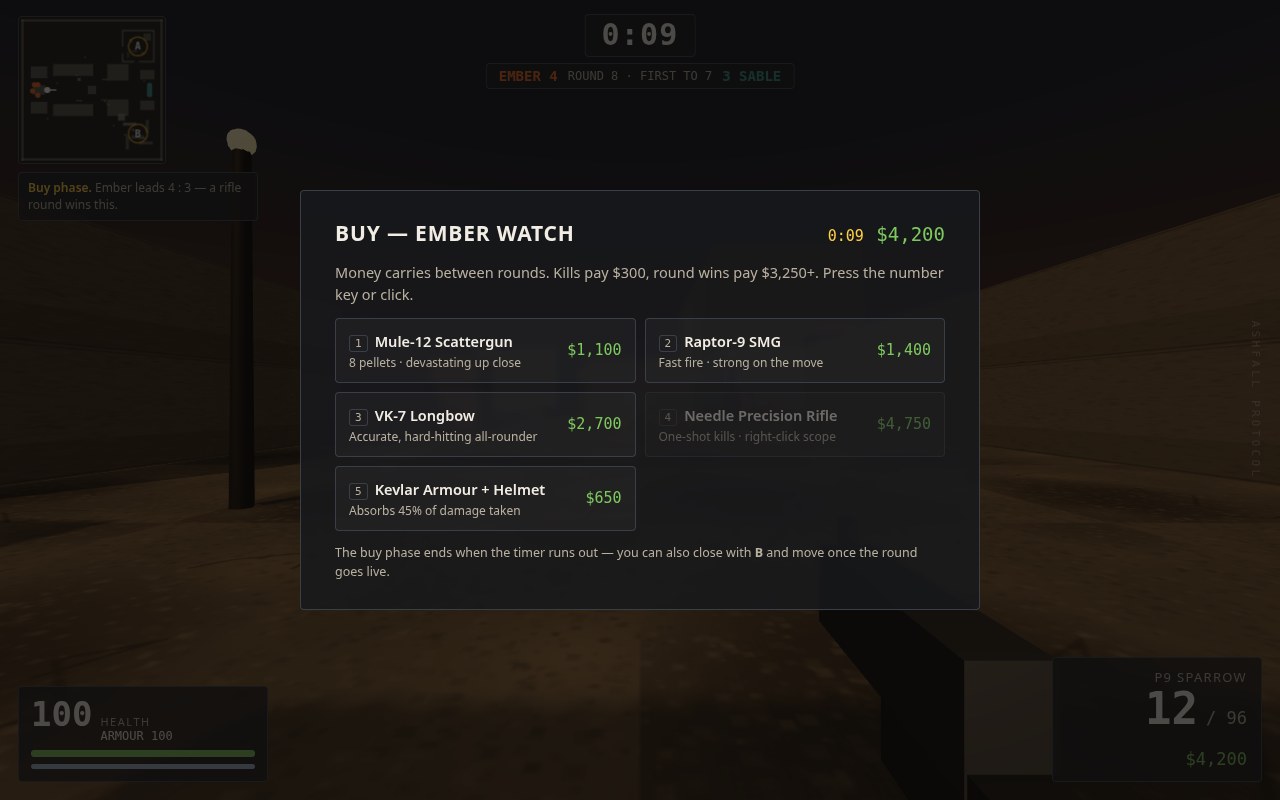 A
B
0:09
EMBER 4 ROUND 8 · FIRST TO 7 3 SABLE
Buy phase. Ember leads 4 : 3 — a rifle
round wins this.
BUY — EMBER WATCH
0:09 $4,200
Money carries between rounds. Kills pay $300, round wins pay $3,250+. Press the number
key or click.
1 Mule-12 Scattergun
8 pellets · devastating up close
$1,100
2 Raptor-9 SMG
Fast fire · strong on the move
$1,400
3 VK-7 Longbow
Accurate, hard-hitting all-rounder
$2,700
4 Needle Precision Rifle
One-shot kills · right-click scope
$4,750
5 Kevlar Armour + Helmet
Absorbs 45% of damage taken
$650
The buy phase ends when the timer runs out — you can also close with B and move once the round
goes live.
ASHFALL PROTOCOL
100 HEALTH
ARMOUR 100
P9 SPARROW
12 / 96
$4,200